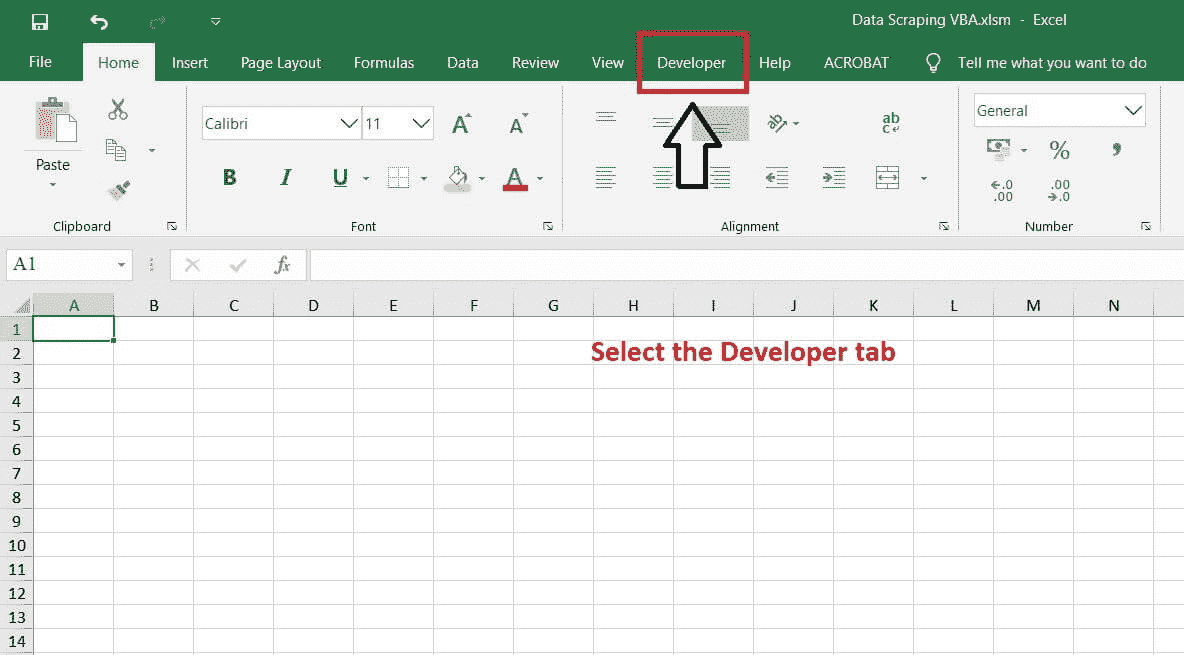 Data Scraping VBA.xlsm - Excel
File Home Insert Page Layout Formulas Data Review View Developer Help ACROBAT Tell me what you want to do
Calibri 11 A A ab General
c
Paste % 9
B I U A ←.0 .00
.00 →.0
Clipboard Font Alignment Number
A1 fx
A B C D E F G H I J K L M N
1
2 Select the Developer tab
3
4
5
6
7
8
9
10
11
12
13
14